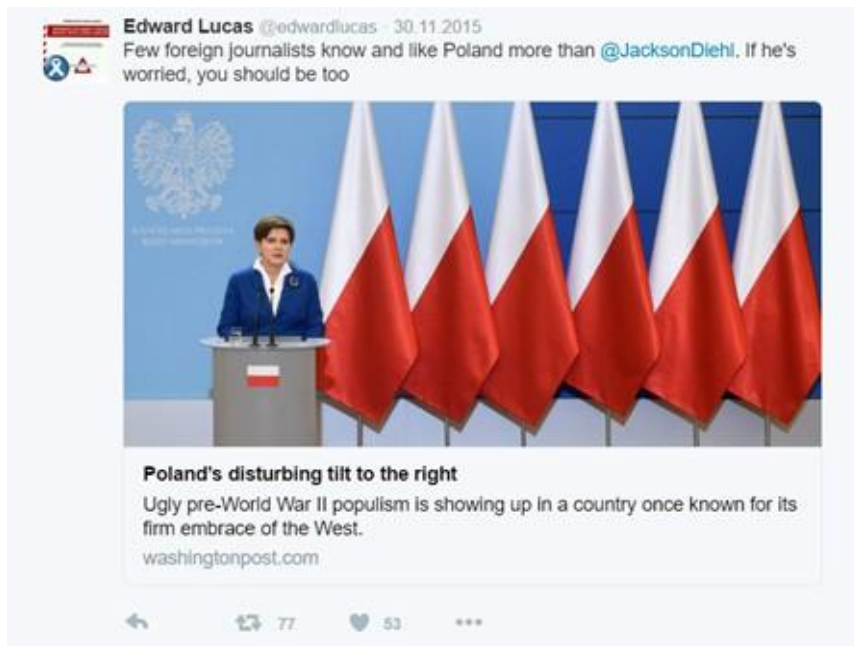 Edward Lucas @edwardlucas · 30.11.2015
Few foreign journalists know and like Poland more than @JacksonDiehl. If he's
worried, you should be too
Poland's disturbing tilt to the right
Ugly pre-World War II populism is showing up in a country once known for its
firm embrace of the West.
washingtonpost.com
77 53